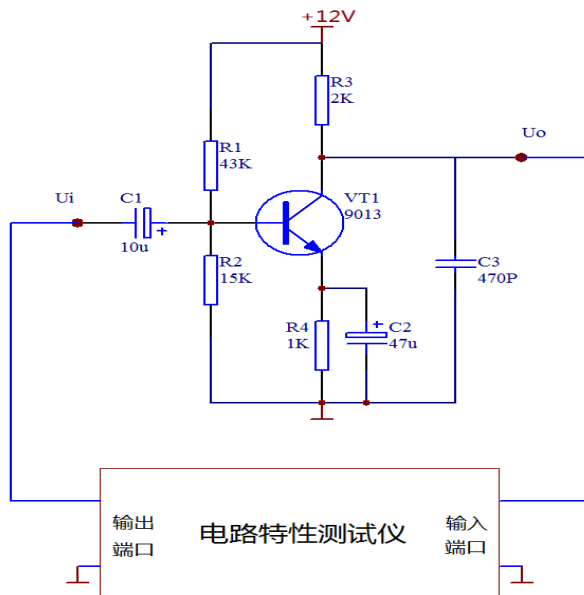 +12V
R3
2K
Uo
R1
43K
Ui
C1
+
10u
VT1
9013
R2
15K
C3
470P
R4
1K
+
C2
47u
输出
端口
电路特性测试仪
输入
端口